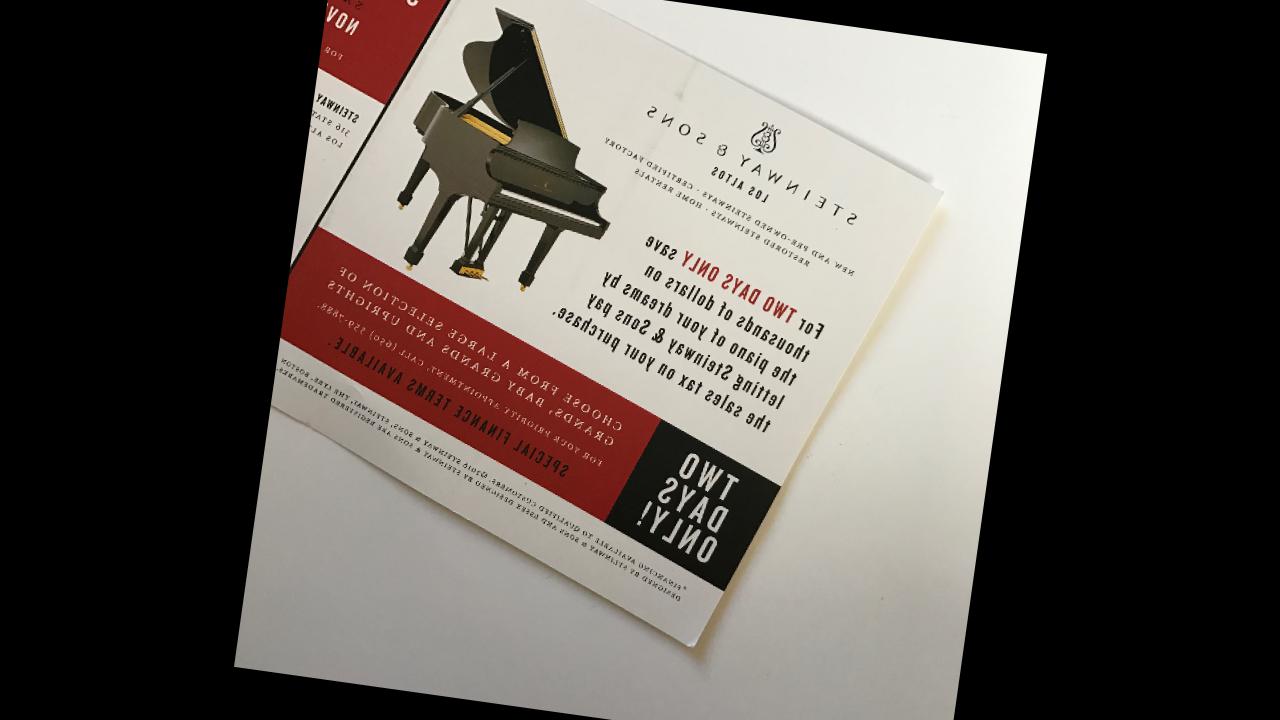 STEINWAY & SONS
LOS ALTOS
NEW AND PRE-OWNED STEINWAYS · CERTIFIED FACTORY
RESTORED STEINWAYS · HOME RENTALS
For TWO DAYS ONLY save
thousands of dollars on
the piano of your dreams by
letting Steinway & Sons pay
the sales tax on your purchase.
TWO
DAYS
ONLY!
CHOOSE FROM A LARGE SELECTION OF
GRANDS, BABY GRANDS AND UPRIGHTS
FOR YOUR PRIORITY APPOINTMENT, CALL (650) 559-7888.
SPECIAL FINANCE TERMS AVAILABLE.
*FINANCING AVAILABLE TO QUALIFIED CUSTOMERS. ©2016 STEINWAY & SONS, STEINWAY, THE LYRE, BOSTON
DESIGNED BY STEINWAY & SONS AND ESSEX DESIGNED BY STEINWAY & SONS ARE REGISTERED TRADEMARKS.
NOV
FOR
STEINWAY
316 STAT
LOS AL